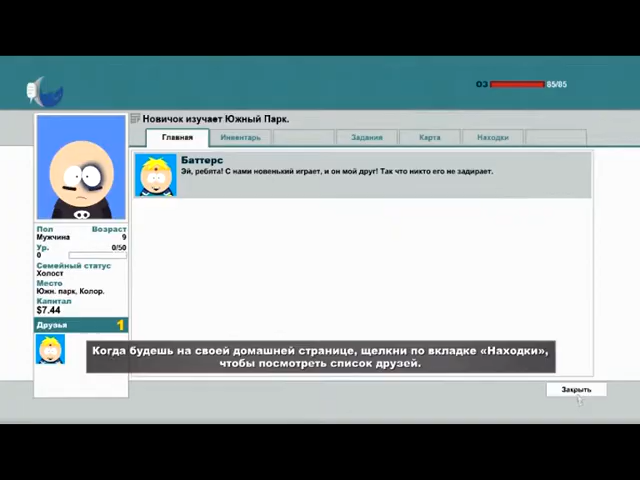 ОЗ 85/85
Новичок изучает Южный Парк.
Главная Инвентарь Задания Карта Находки
Баттерс
Эй, ребята! С нами новенький играет, и он мой друг! Так что никто его не задирает.
Пол Возраст
Мужчина 9
Ур. 0/50
0
Семейный статус
Холост
Место
Южн. парк, Колор.
Капитал
$7.44
Друзья 1
Когда будешь на своей домашней странице, щелкни по вкладке «Находки»,
чтобы посмотреть список друзей.
Закрыть